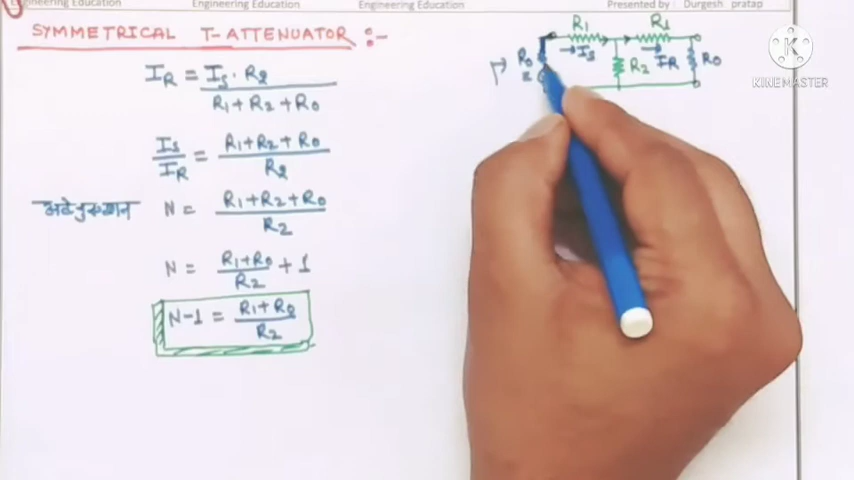 Engineering Education Engineering Education Engineering Education Presented by : Durgesh pratap
SYMMETRICAL T-ATTENUATOR :-
R1 R1
Is IR
R0 R2 R0
KINEMASTER
IR = Is . R2 / R1+R2+R0
Is / IR = R1+R2+R0 / R2
N = R1+R2+R0 / R2
N = R1+R0 / R2 + 1
N-1 = R1+R0 / R2